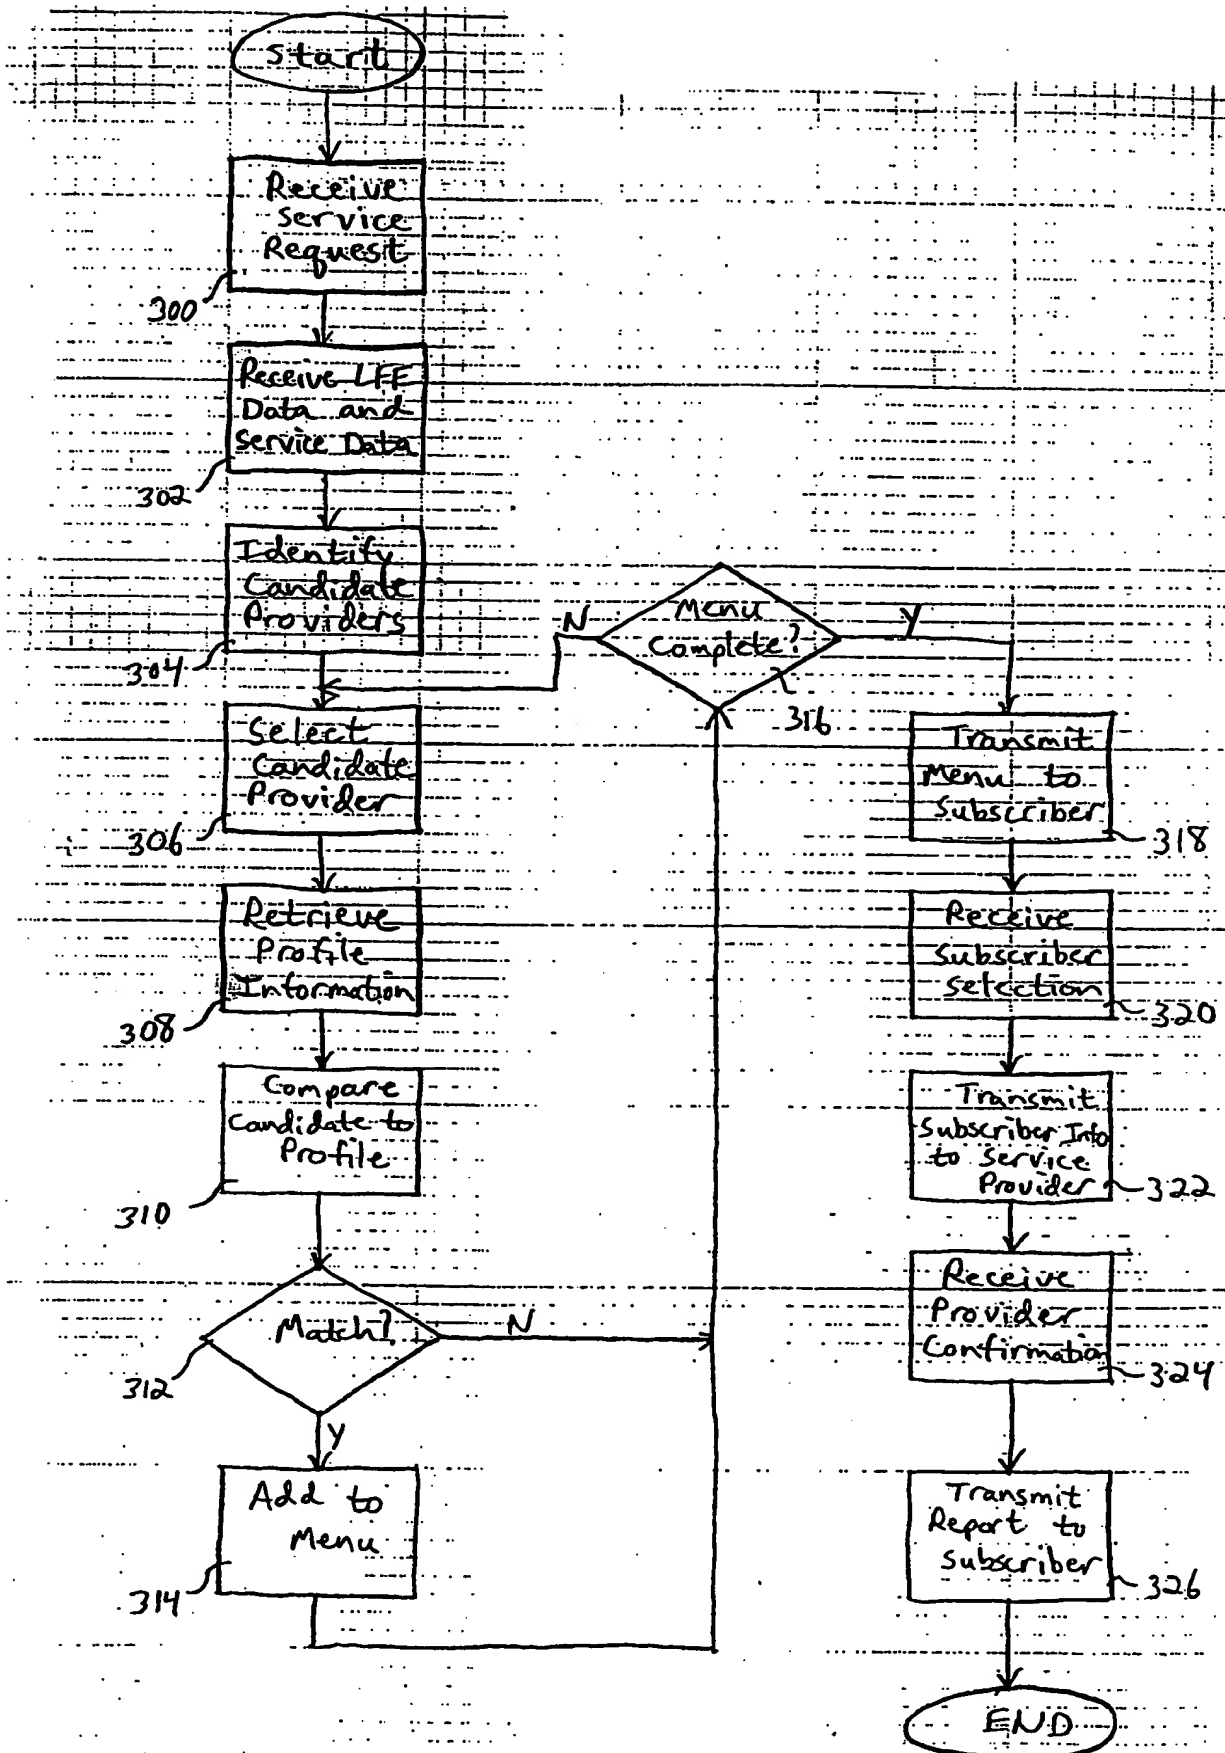 Start
Receive
Service
Request
300
Receive LFE
Data and
Service Data
302
Identify
Candidate
Providers
304
Select
Candidate
Provider
306
Retrieve
Profile
Information
308
Compare
Candidate to
Profile
310
Match?
N
312
Y
Add to
Menu
314
Menu
Complete?
N
Y
316
Transmit
Menu to
Subscriber
318
Receive
Subscriber
Selection
320
Transmit
Subscriber Info
to Service
Provider
322
Receive
Provider
Confirmation
324
Transmit
Report to
Subscriber
326
END